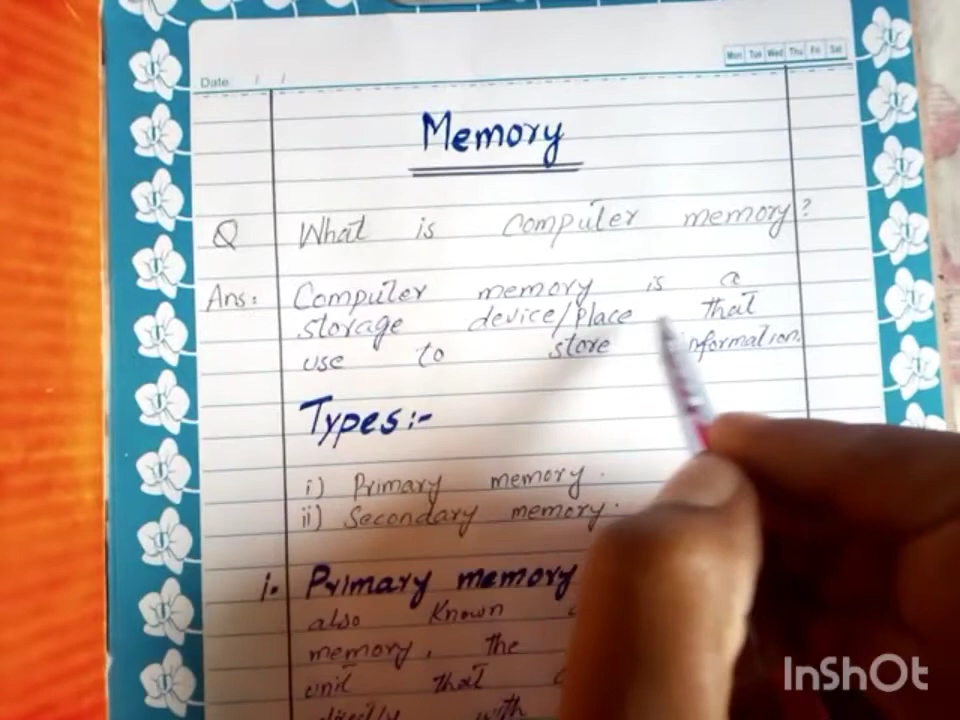 Date / /
Mon Tue Wed Thu Fri Sat
Memory
Q What is computer memory?
Ans: Computer memory is a
storage device/place that
use to store information.
Types:-
i) Primary memory.
ii) Secondary memory.
i. Primary memory
also known
memory, the
unit that
directly with
InShOt